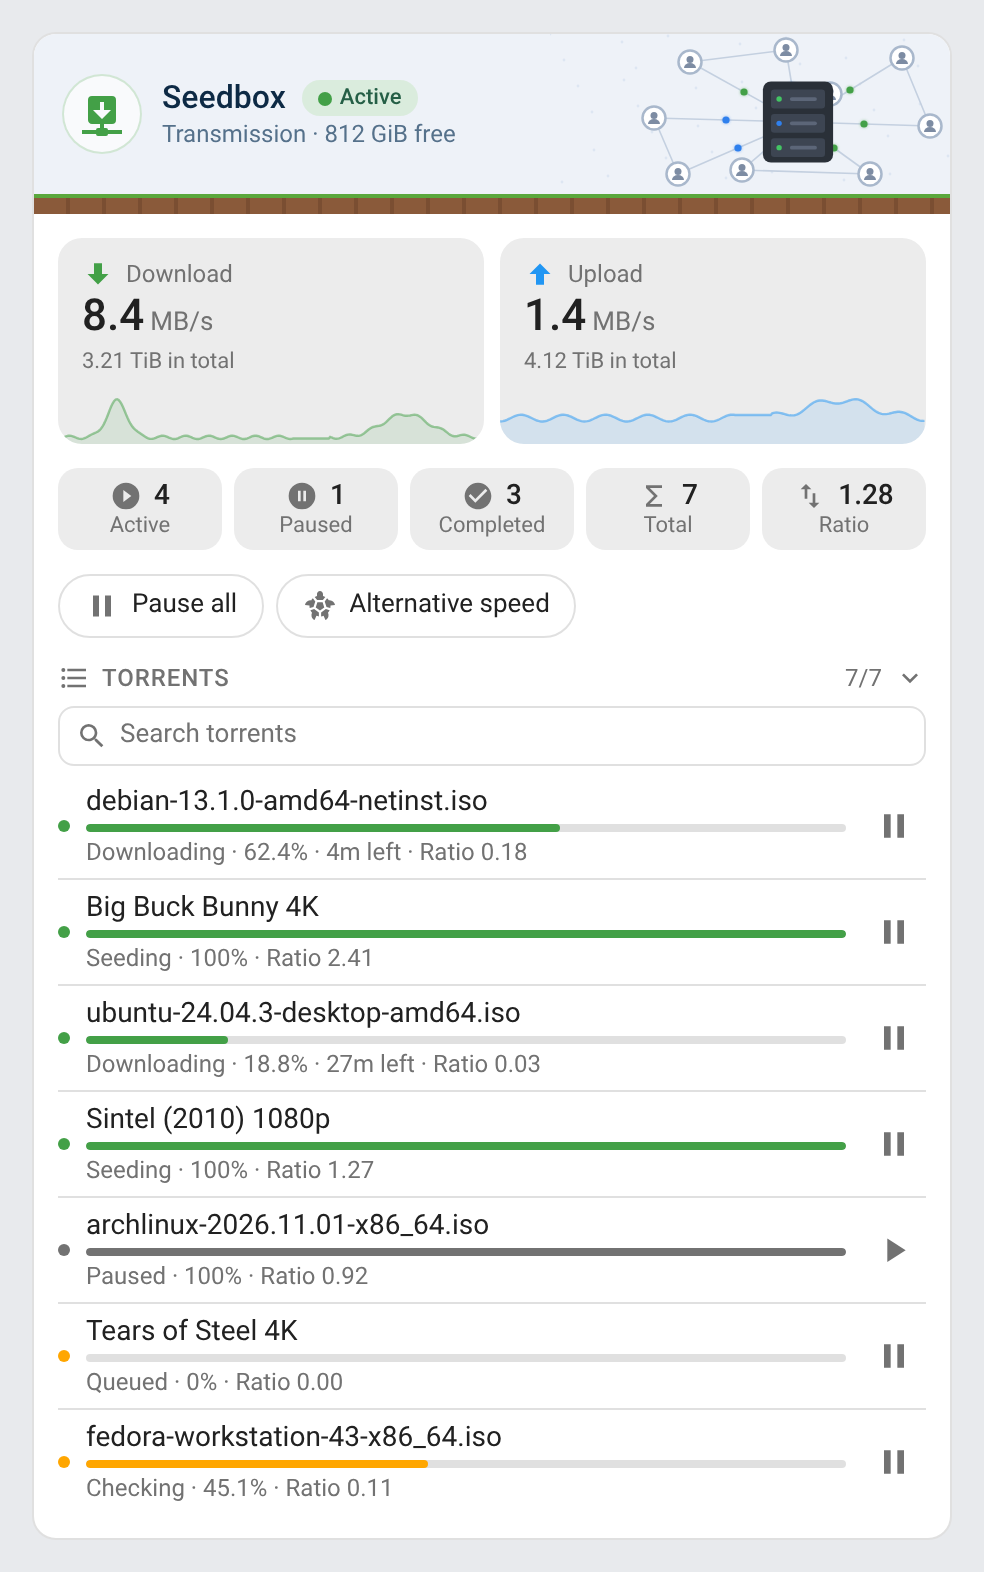 Seedbox
Active
Transmission · 812 GiB free
Download
8.4 MB/s
3.21 TiB in total
Upload
1.4 MB/s
4.12 TiB in total
4
Active
1
Paused
3
Completed
7
Total
1.28
Ratio
Pause all
Alternative speed
TORRENTS
7/7
Search torrents
debian-13.1.0-amd64-netinst.iso
Downloading · 62.4% · 4m left · Ratio 0.18
Big Buck Bunny 4K
Seeding · 100% · Ratio 2.41
ubuntu-24.04.3-desktop-amd64.iso
Downloading · 18.8% · 27m left · Ratio 0.03
Sintel (2010) 1080p
Seeding · 100% · Ratio 1.27
archlinux-2026.11.01-x86_64.iso
Paused · 100% · Ratio 0.92
Tears of Steel 4K
Queued · 0% · Ratio 0.00
fedora-workstation-43-x86_64.iso
Checking · 45.1% · Ratio 0.11